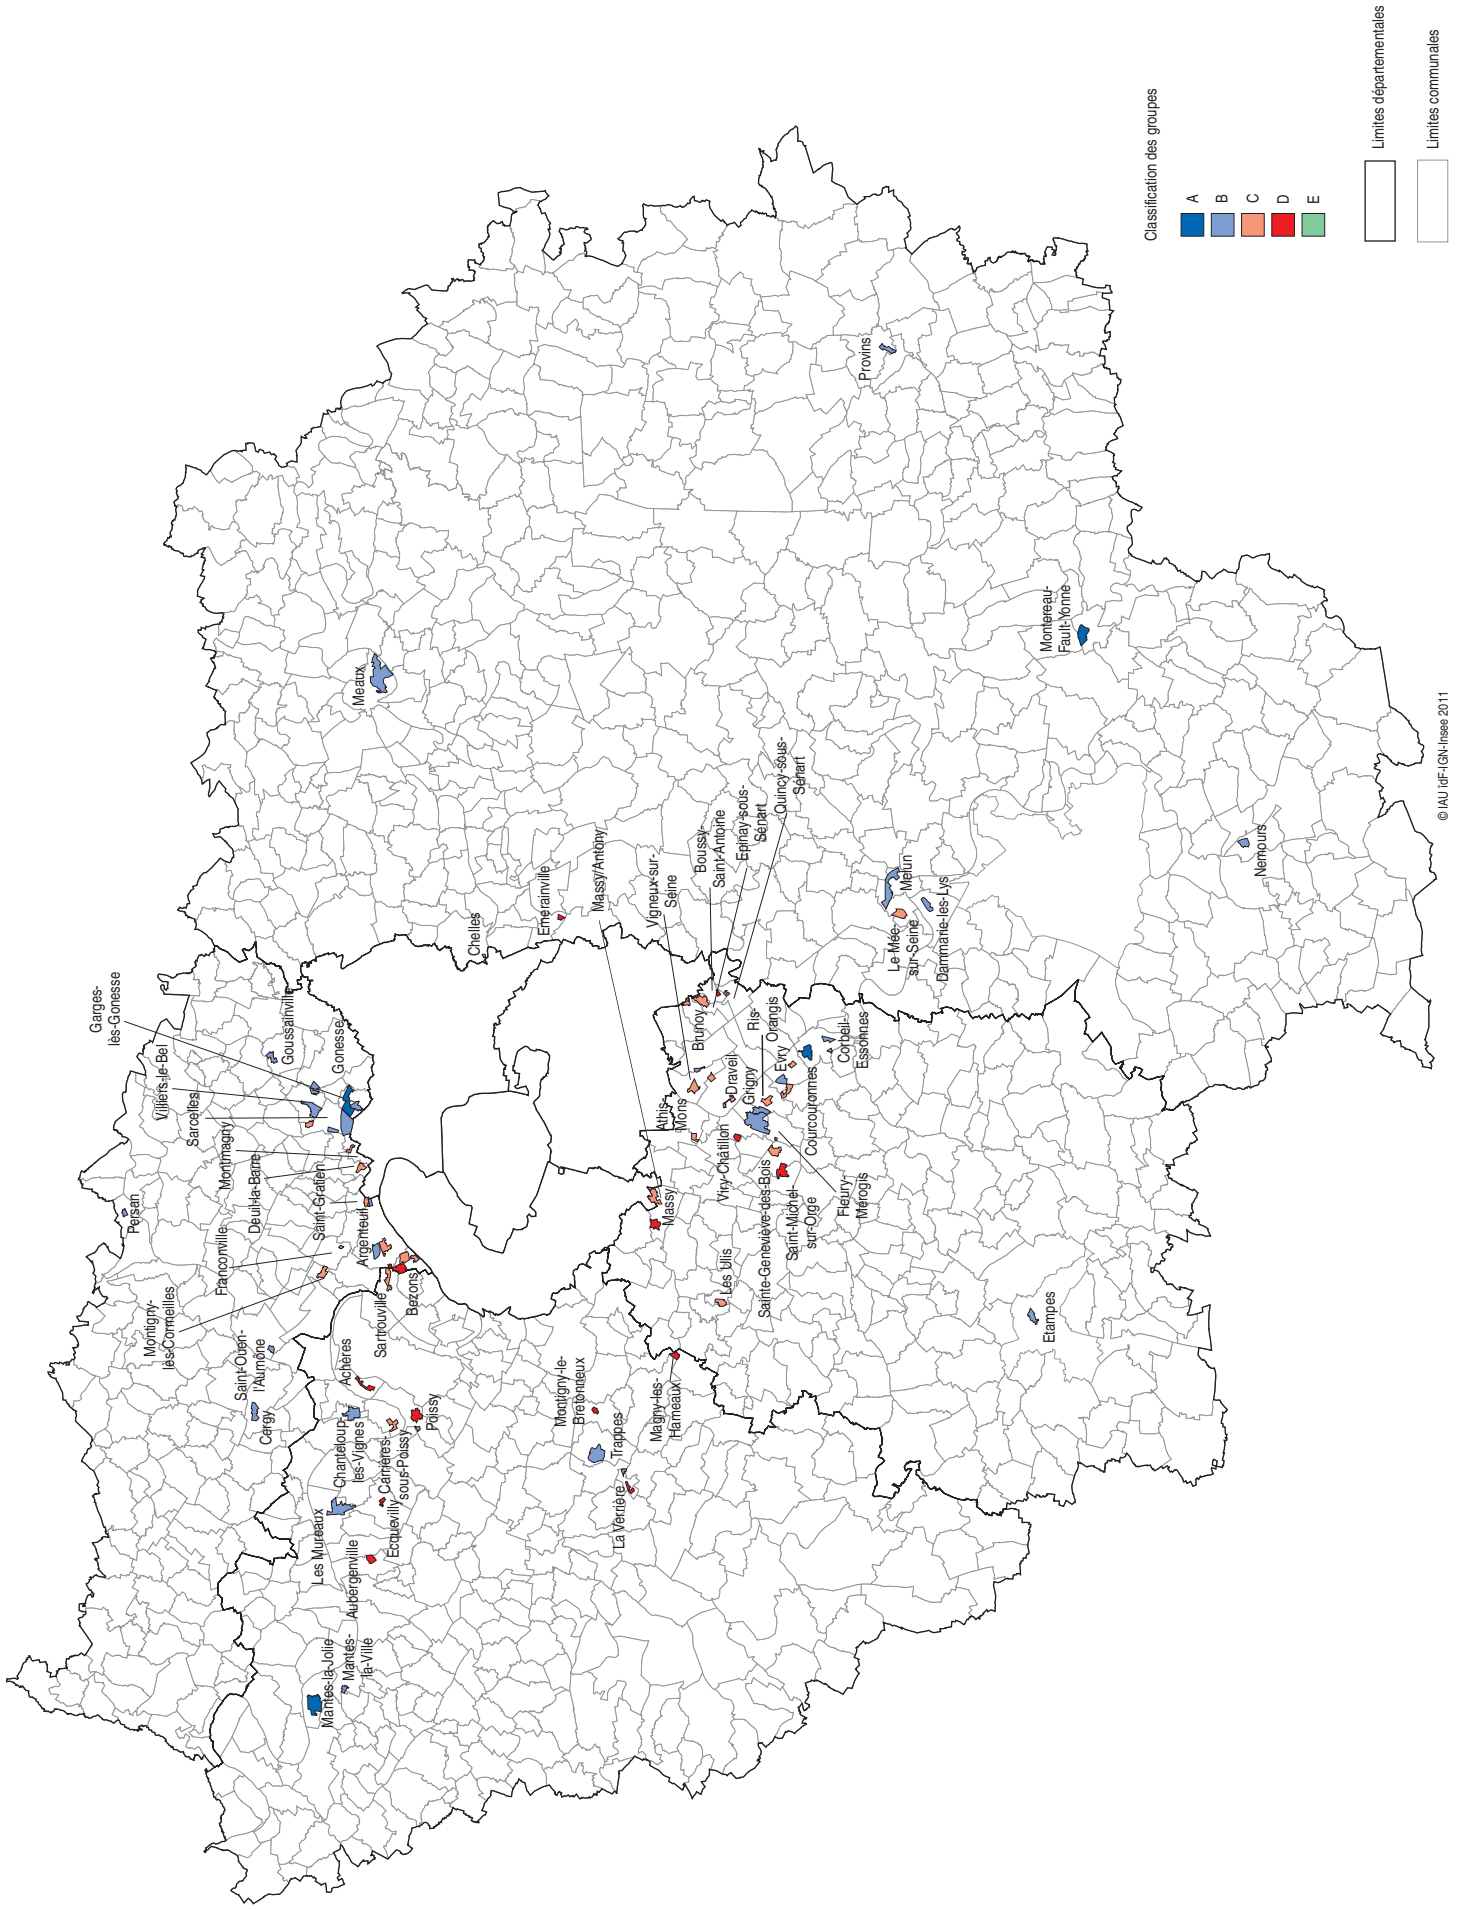 Garges-
lès-Gonesse
Villiers-le-Bel
Sarcelles
Goussainville
Gonesse
Montmagny
Deuil-la-Barre
Saint-Gratien
Persan
Franconville
Argenteuil
Montigny-
lès-Cormeilles
Bezons
Sartrouville
Saint-Ouen-
l'Aumône
Cergy
Achères
Chanteloup-
les-Vignes
Poissy
Carrières-
sous-Poissy
Les Mureaux
Ecquevilly
Aubergenville
Mantes-la-Jolie
Mantes-
la-Ville
Montigny-le-
Bretonneux
Trappes
La Verrière
Magny-les-
Hameaux
Meaux
Chelles
Emerainville
Massy/Antony
Vigneux-sur-
Seine
Boussy-
Saint-Antoine
Epinay-sous-
Sénart
Quincy-sous-
Sénart
Brunoy
Ris-
Orangis
Evry
Corbeil-
Essonnes
Draveil
Grigny
Athis-
Mons
Courcouronnes
Viry-Châtillon
Fleury-
Mérogis
Sainte-Geneviève-des-Bois
Saint-Michel-
sur-Orge
Massy
Les Ulis
Etampes
Melun
Le Mée-
sur-Seine
Dammarie-les-Lys
Provins
Montereau-
Fault-Yonne
Nemours
Classification des groupes
A
B
C
D
E
Limites départementales
Limites communales
© IAU îdF-IGN-Insee 2011